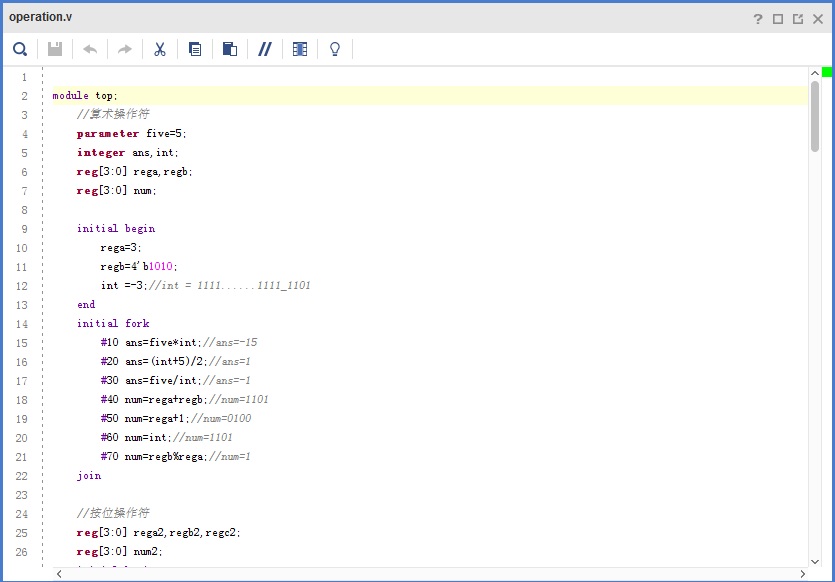 operation.v
1
2 module top;
3 //算术操作符
4 parameter five=5;
5 integer ans,int;
6 reg[3:0] rega,regb;
7 reg[3:0] num;
8
9 initial begin
10 rega=3;
11 regb=4'b1010;
12 int =-3;//int = 1111......1111_1101
13 end
14 initial fork
15 #10 ans=five*int;//ans=-15
16 #20 ans=(int+5)/2;//ans=1
17 #30 ans=five/int;//ans=-1
18 #40 num=rega+regb;//num=1101
19 #50 num=rega+1;//num=0100
20 #60 num=int;//num=1101
21 #70 num=regb%rega;//num=1
22 join
23
24 //按位操作符
25 reg[3:0] rega2,regb2,regc2;
26 reg[3:0] num2;